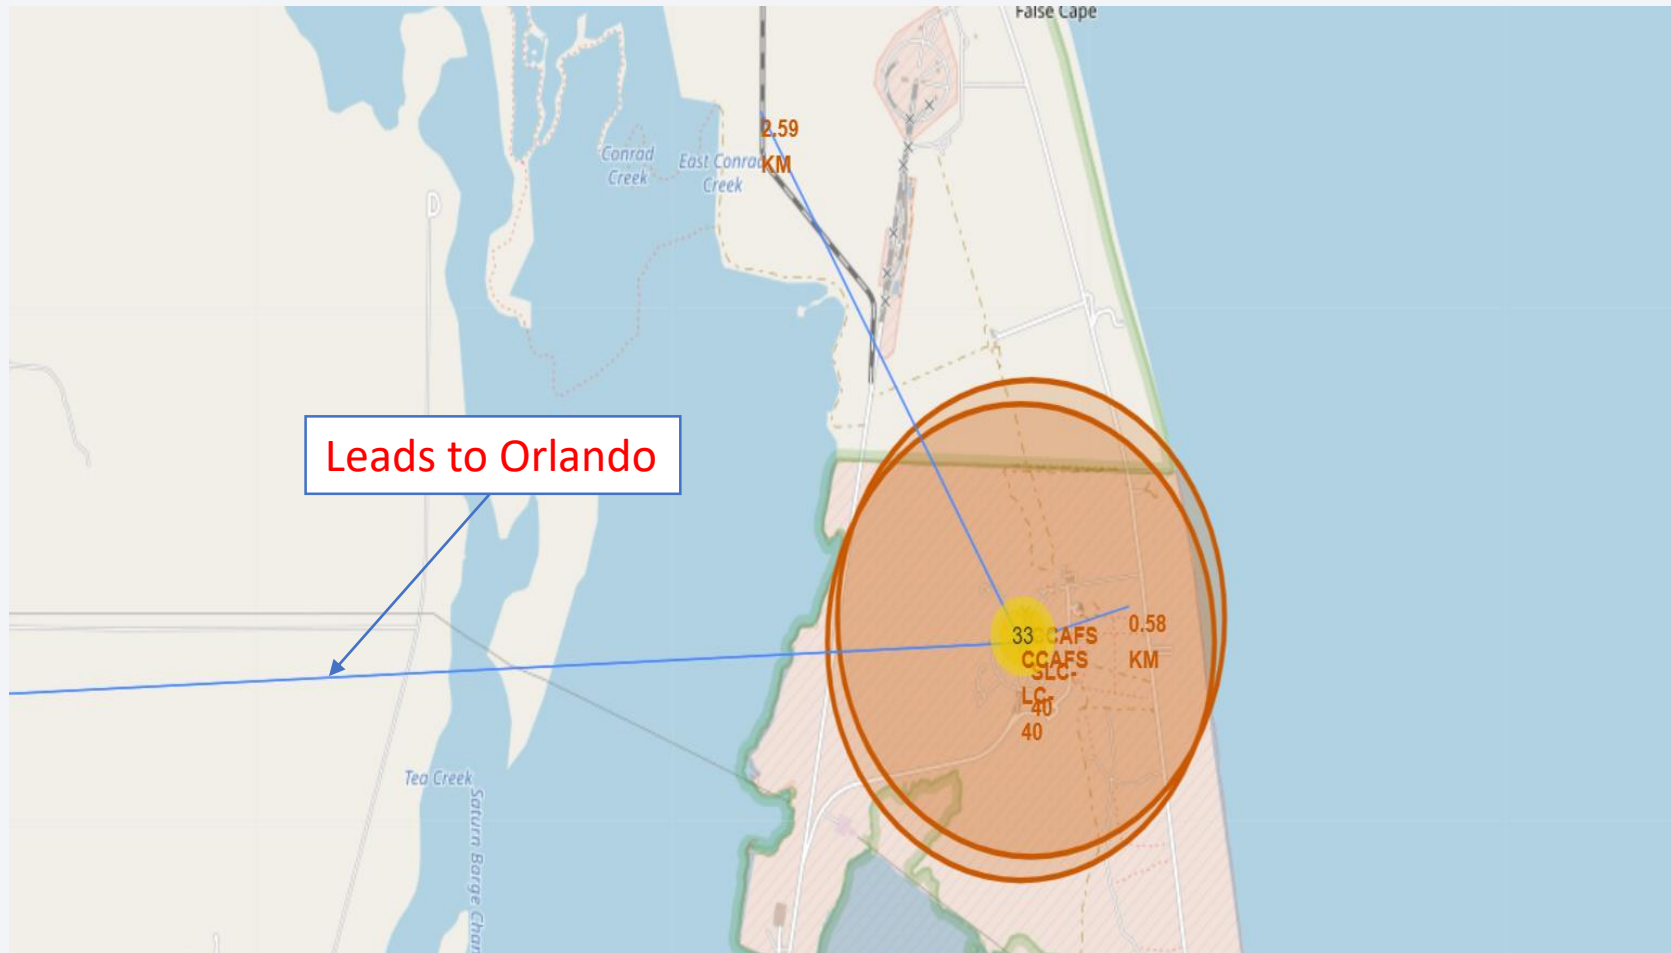 False Cape
2.59
KM
Conrad
Creek
East Conrad
Creek
D
Leads to Orlando
33
CCAFS
CCAFS
SLC-
LC-
40
40
0.58
KM
Tea Creek
Saturn Barge Chan